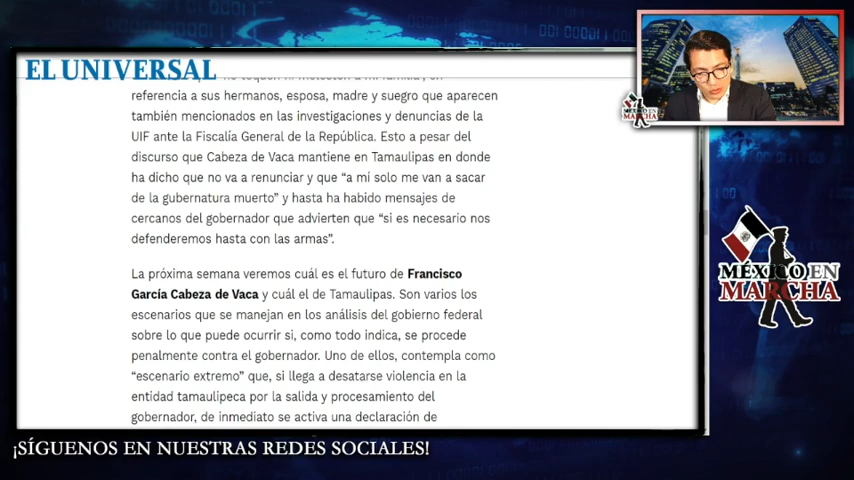 EL UNIVERSAL
referencia a sus hermanos, esposa, madre y suegro que aparecen
también mencionados en las investigaciones y denuncias de la
UIF ante la Fiscalía General de la República. Esto a pesar del
discurso que Cabeza de Vaca mantiene en Tamaulipas en donde
ha dicho que no va a renunciar y que “a mi solo me van a sacar
de la gubernatura muerto” y hasta ha habido mensajes de
cercanos del gobernador que advierten que “si es necesario nos
defenderemos hasta con las armas”.
La próxima semana veremos cuál es el futuro de Francisco
García Cabeza de Vaca y cuál el de Tamaulipas. Son varios los
escenarios que se manejan en los análisis del gobierno federal
sobre lo que puede ocurrir si, como todo indica, se procede
penalmente contra el gobernador. Uno de ellos, contempla como
“escenario extremo” que, si llega a desatarse violencia en la
entidad tamaulipeca por la salida y procesamiento del
gobernador, de inmediato se activa una declaración de
MÉXICO EN
MARCHA
MÉXICO EN
MARCHA
¡SÍGUENOS EN NUESTRAS REDES SOCIALES!